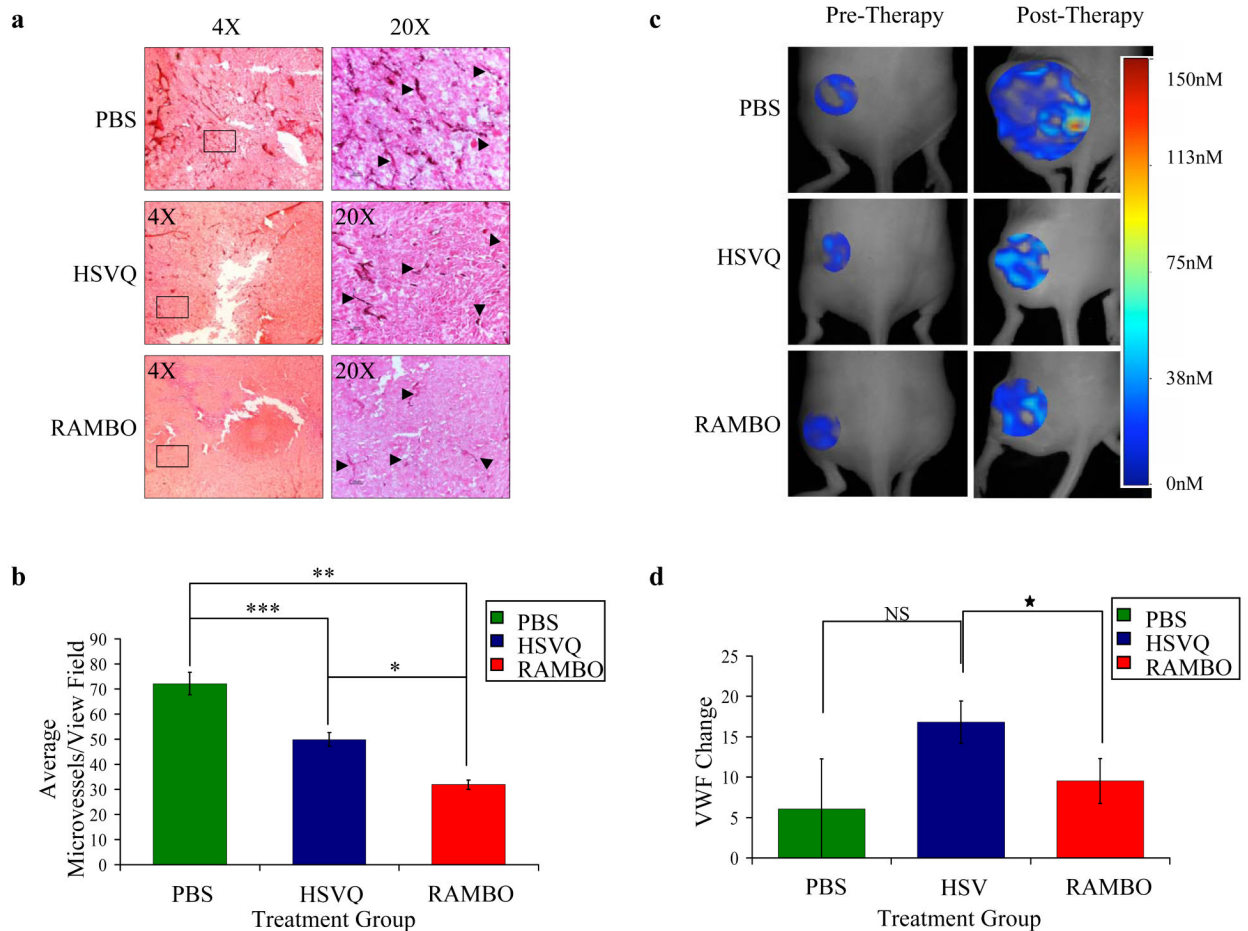 a
4X
20X
PBS
HSVQ
4X
20X
RAMBO
4X
20X
c
Pre-Therapy
Post-Therapy
PBS
HSVQ
RAMBO
150nM
113nM
75nM
38nM
0nM
b
**
***
*
PBS
HSVQ
RAMBO
Average
Microvessels/View Field
90
80
70
60
50
40
30
20
10
0
PBS
HSVQ
RAMBO
Treatment Group
d
NS
★
PBS
HSVQ
RAMBO
VWF Change
25
20
15
10
5
0
PBS
HSV
RAMBO
Treatment Group